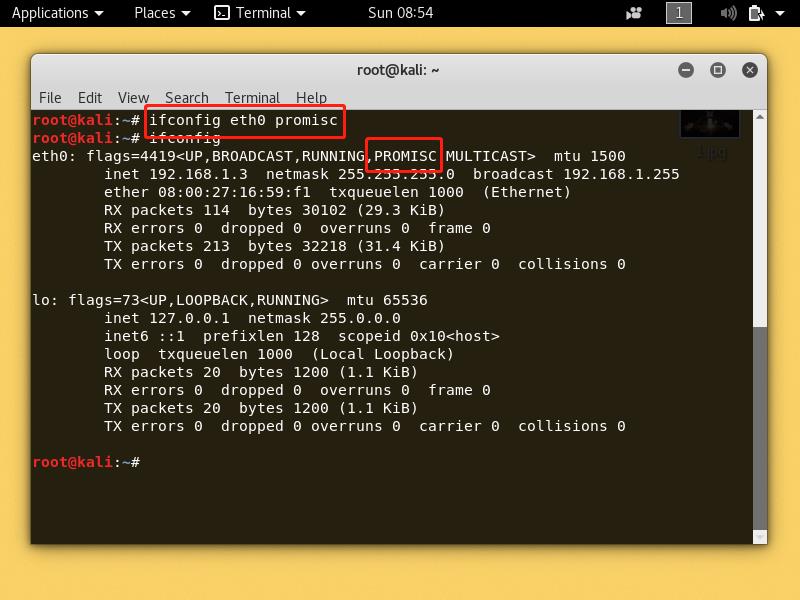 Applications Places Terminal Sun 08:54 1
root@kali: ~
File Edit View Search Terminal Help
root@kali:~# ifconfig eth0 promisc
root@kali:~# ifconfig
eth0: flags=4419<UP,BROADCAST,RUNNING,PROMISC,MULTICAST>  mtu 1500
        inet 192.168.1.3  netmask 255.255.255.0  broadcast 192.168.1.255
        ether 08:00:27:16:59:f1  txqueuelen 1000  (Ethernet)
        RX packets 114  bytes 30102 (29.3 KiB)
        RX errors 0  dropped 0  overruns 0  frame 0
        TX packets 213  bytes 32218 (31.4 KiB)
        TX errors 0  dropped 0 overruns 0  carrier 0  collisions 0
lo: flags=73<UP,LOOPBACK,RUNNING>  mtu 65536
        inet 127.0.0.1  netmask 255.0.0.0
        inet6 ::1  prefixlen 128  scopeid 0x10<host>
        loop  txqueuelen 1000  (Local Loopback)
        RX packets 20  bytes 1200 (1.1 KiB)
        RX errors 0  dropped 0  overruns 0  frame 0
        TX packets 20  bytes 1200 (1.1 KiB)
        TX errors 0  dropped 0 overruns 0  carrier 0  collisions 0
root@kali:~#